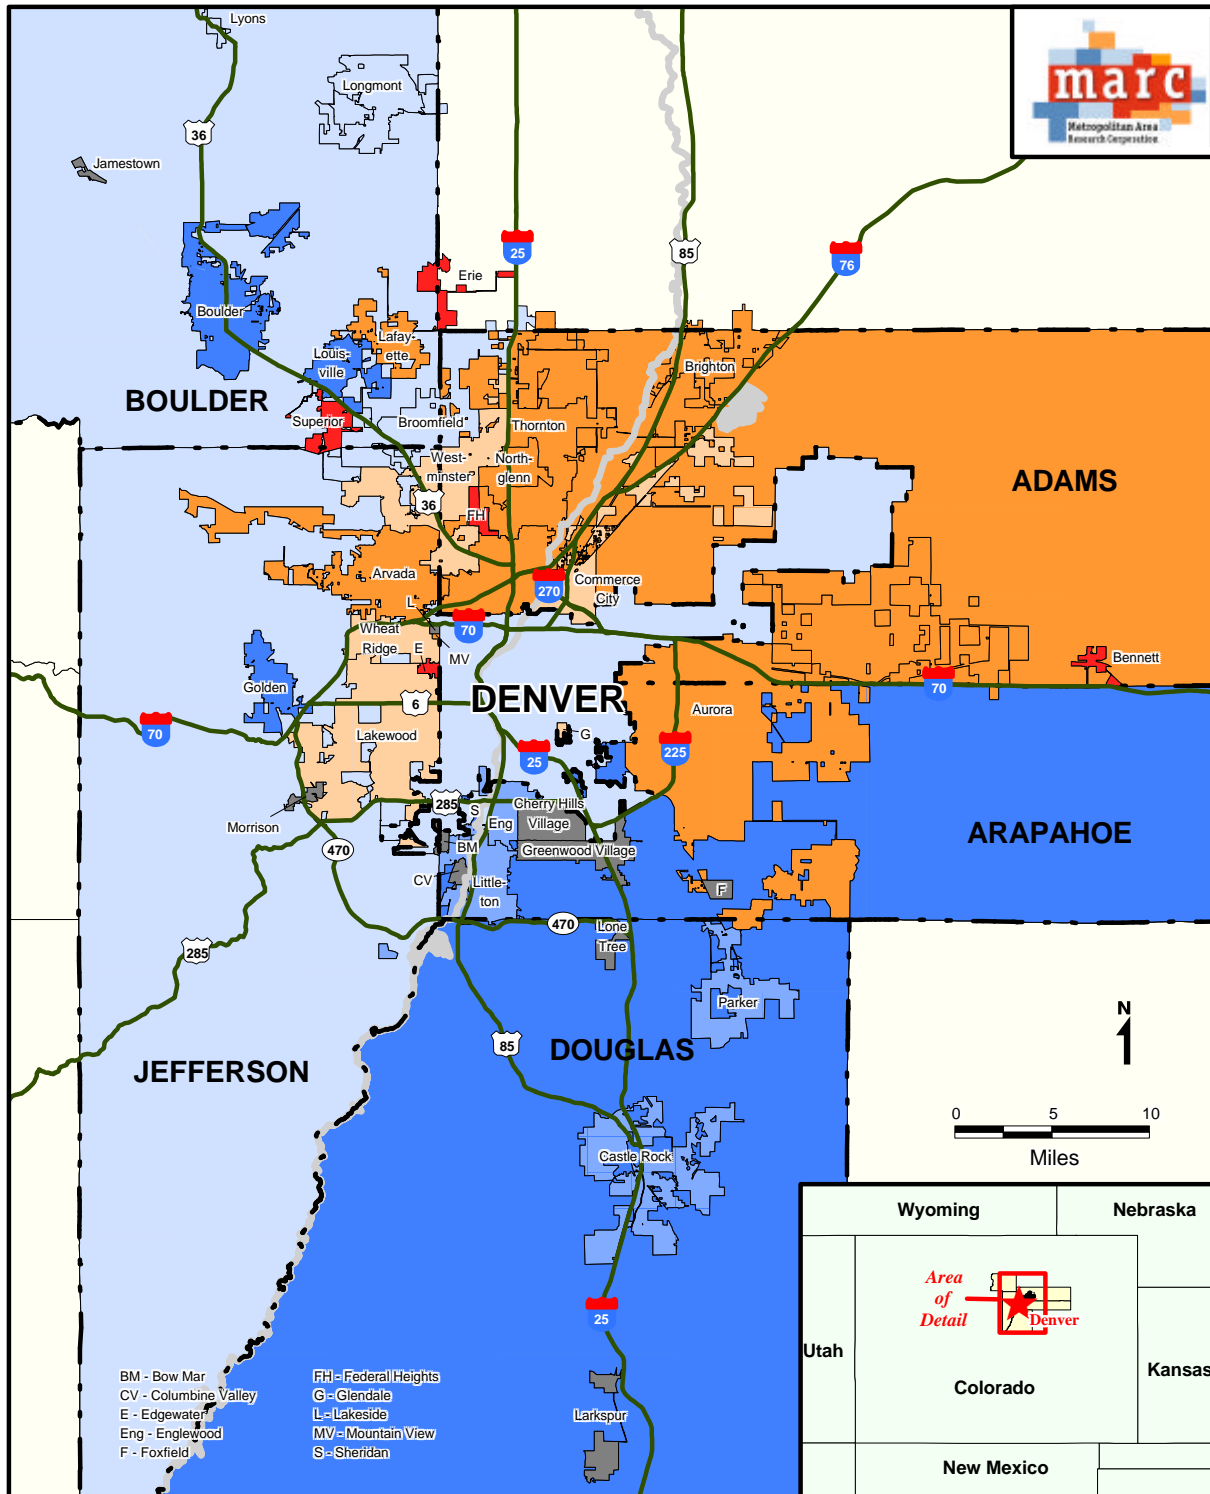 Lyons
marc
Metropolitan Area
Research Corporation
Longmont
36
Jamestown
25
85
76
Erie
Boulder
Lafay-
ette
Louis-
ville
Brighton
BOULDER
Superior
Broomfield
Thornton
West-
minster
North-
glenn
ADAMS
36
FH
Arvada
270
Commerce
City
L
Wheat
Ridge
70
E
MV
Bennett
Golden
6
DENVER
70
Aurora
70
Lakewood
25
G
225
285
S
Cherry Hills
Village
Morrison
Eng
ARAPAHOE
470
BM
Greenwood Village
CV
Little-
ton
F
470
Lone
Tree
285
Parker
N
85
DOUGLAS
JEFFERSON
0 5 10
Miles
Castle Rock
Wyoming
Nebraska
Area
of
Detail
Denver
25
Utah
Kansas
Colorado
New Mexico
Larkspur
BM - Bow Mar
CV - Columbine Valley
E - Edgewater
Eng - Englewood
F - Foxfield
FH - Federal Heights
G - Glendale
L - Lakeside
MV - Mountain View
S - Sheridan